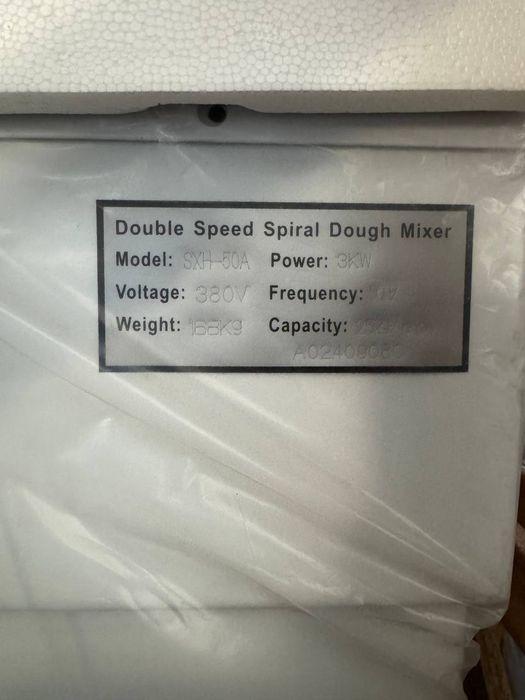 Double Speed Spiral Dough Mixer
Model: SXH-50A Power: 3KW
Voltage: 380V Frequency:
Weight: Capacity: